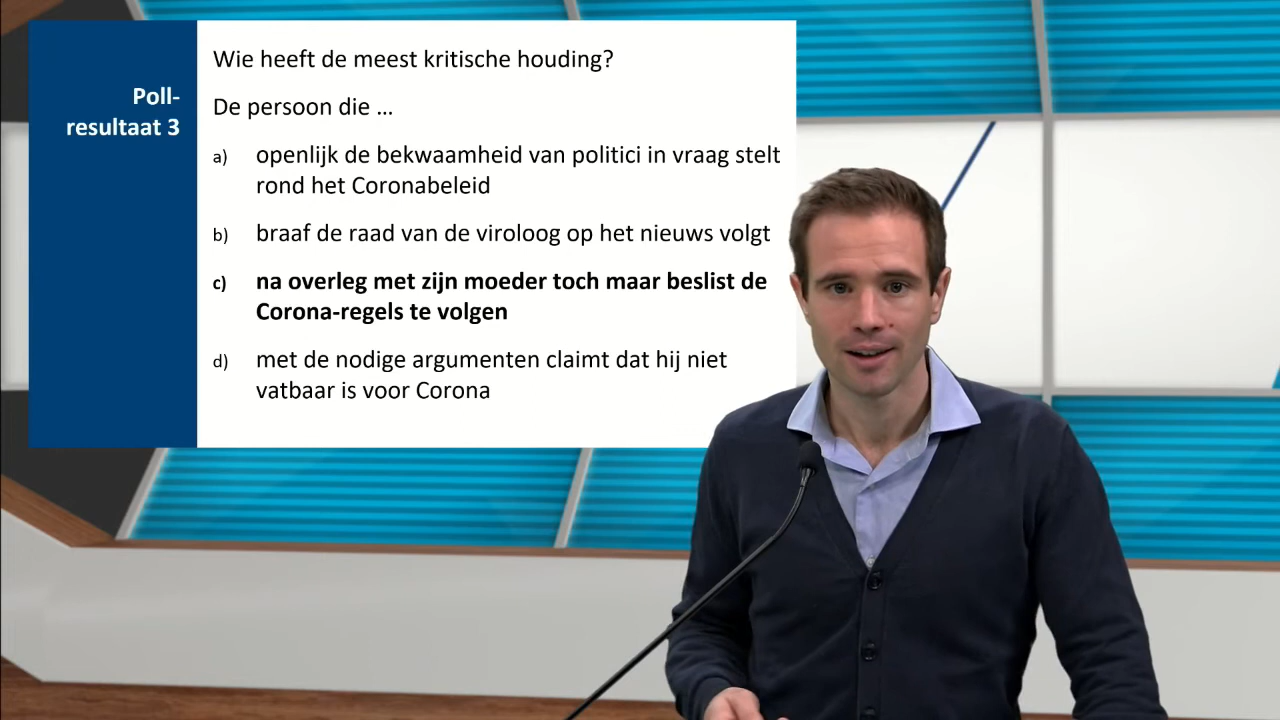 Poll-
resultaat 3
Wie heeft de meest kritische houding?
De persoon die …
a) openlijk de bekwaamheid van politici in vraag stelt
rond het Coronabeleid
b) braaf de raad van de viroloog op het nieuws volgt
c) na overleg met zijn moeder toch maar beslist de
Corona-regels te volgen
d) met de nodige argumenten claimt dat hij niet
vatbaar is voor Corona